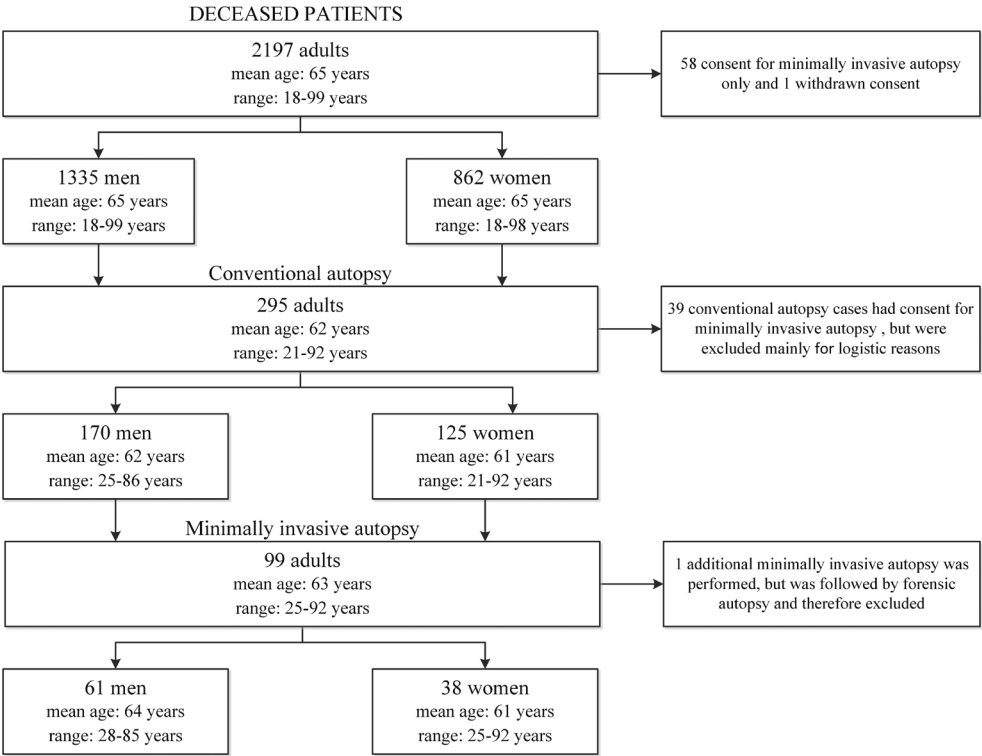 DECEASED PATIENTS
2197 adults
mean age: 65 years
range: 18-99 years
58 consent for minimally invasive autopsy
only and 1 withdrawn consent
1335 men
mean age: 65 years
range: 18-99 years
862 women
mean age: 65 years
range: 18-98 years
Conventional autopsy
295 adults
mean age: 62 years
range: 21-92 years
39 conventional autopsy cases had consent for
minimally invasive autopsy , but were
excluded mainly for logistic reasons
170 men
mean age: 62 years
range: 25-86 years
125 women
mean age: 61 years
range: 21-92 years
Minimally invasive autopsy
99 adults
mean age: 63 years
range: 25-92 years
1 additional minimally invasive autopsy was
performed, but was followed by forensic
autopsy and therefore excluded
61 men
mean age: 64 years
range: 28-85 years
38 women
mean age: 61 years
range: 25-92 years